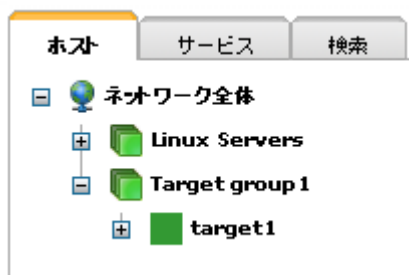 ホスト サービス 検索
ネットワーク全体
Linux Servers
Target group 1
target1